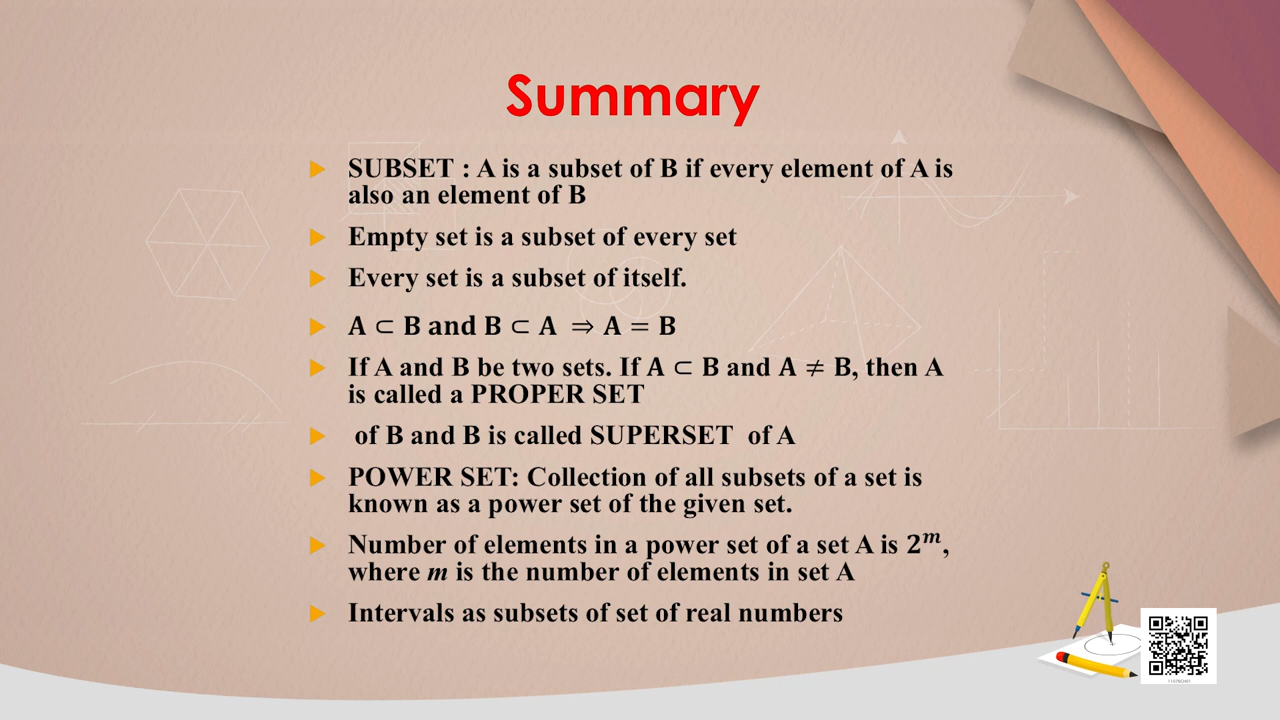 Summary
SUBSET : A is a subset of B if every element of A is
also an element of B
Empty set is a subset of every set
Every set is a subset of itself.
A ⊂ B and B ⊂ A ⇒ A = B
If A and B be two sets. If A ⊂ B and A ≠ B, then A
is called a PROPER SET
of B and B is called SUPERSET of A
POWER SET: Collection of all subsets of a set is
known as a power set of the given set.
Number of elements in a power set of a set A is 2ᵐ,
where m is the number of elements in set A
Intervals as subsets of set of real numbers